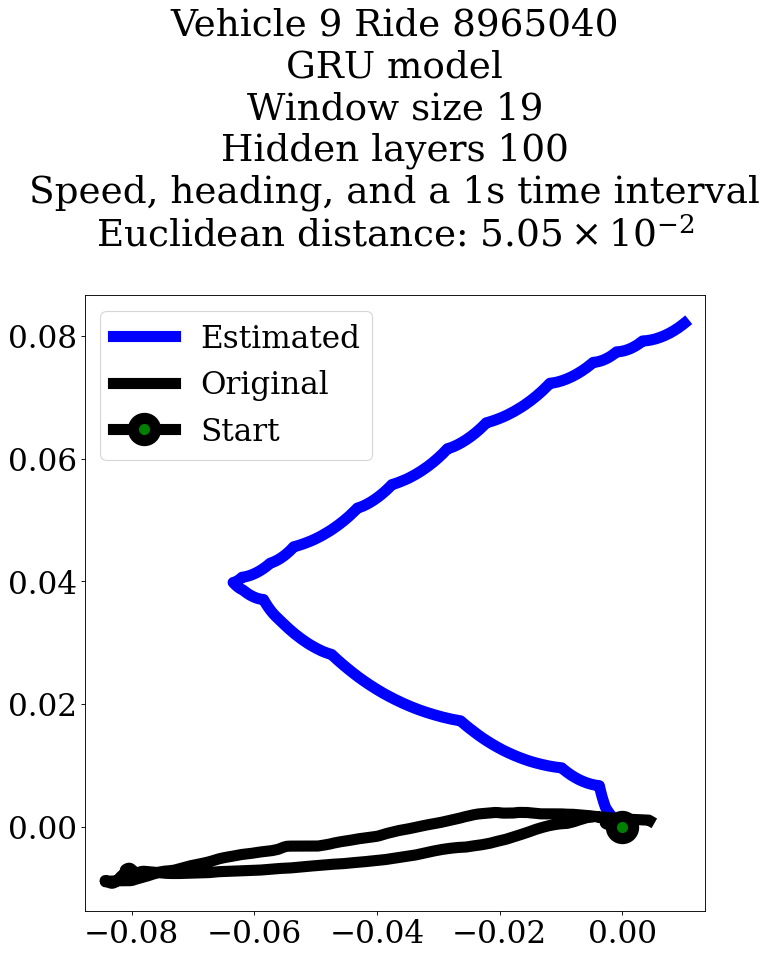 Vehicle 9 Ride 8965040
GRU model
Window size 19
Hidden layers 100
Speed, heading, and a 1s time interval
Euclidean distance: 5.05 × 10⁻²
Estimated
Original
Start
0.08
0.06
0.04
0.02
0.00
−0.08 −0.06 −0.04 −0.02 0.00